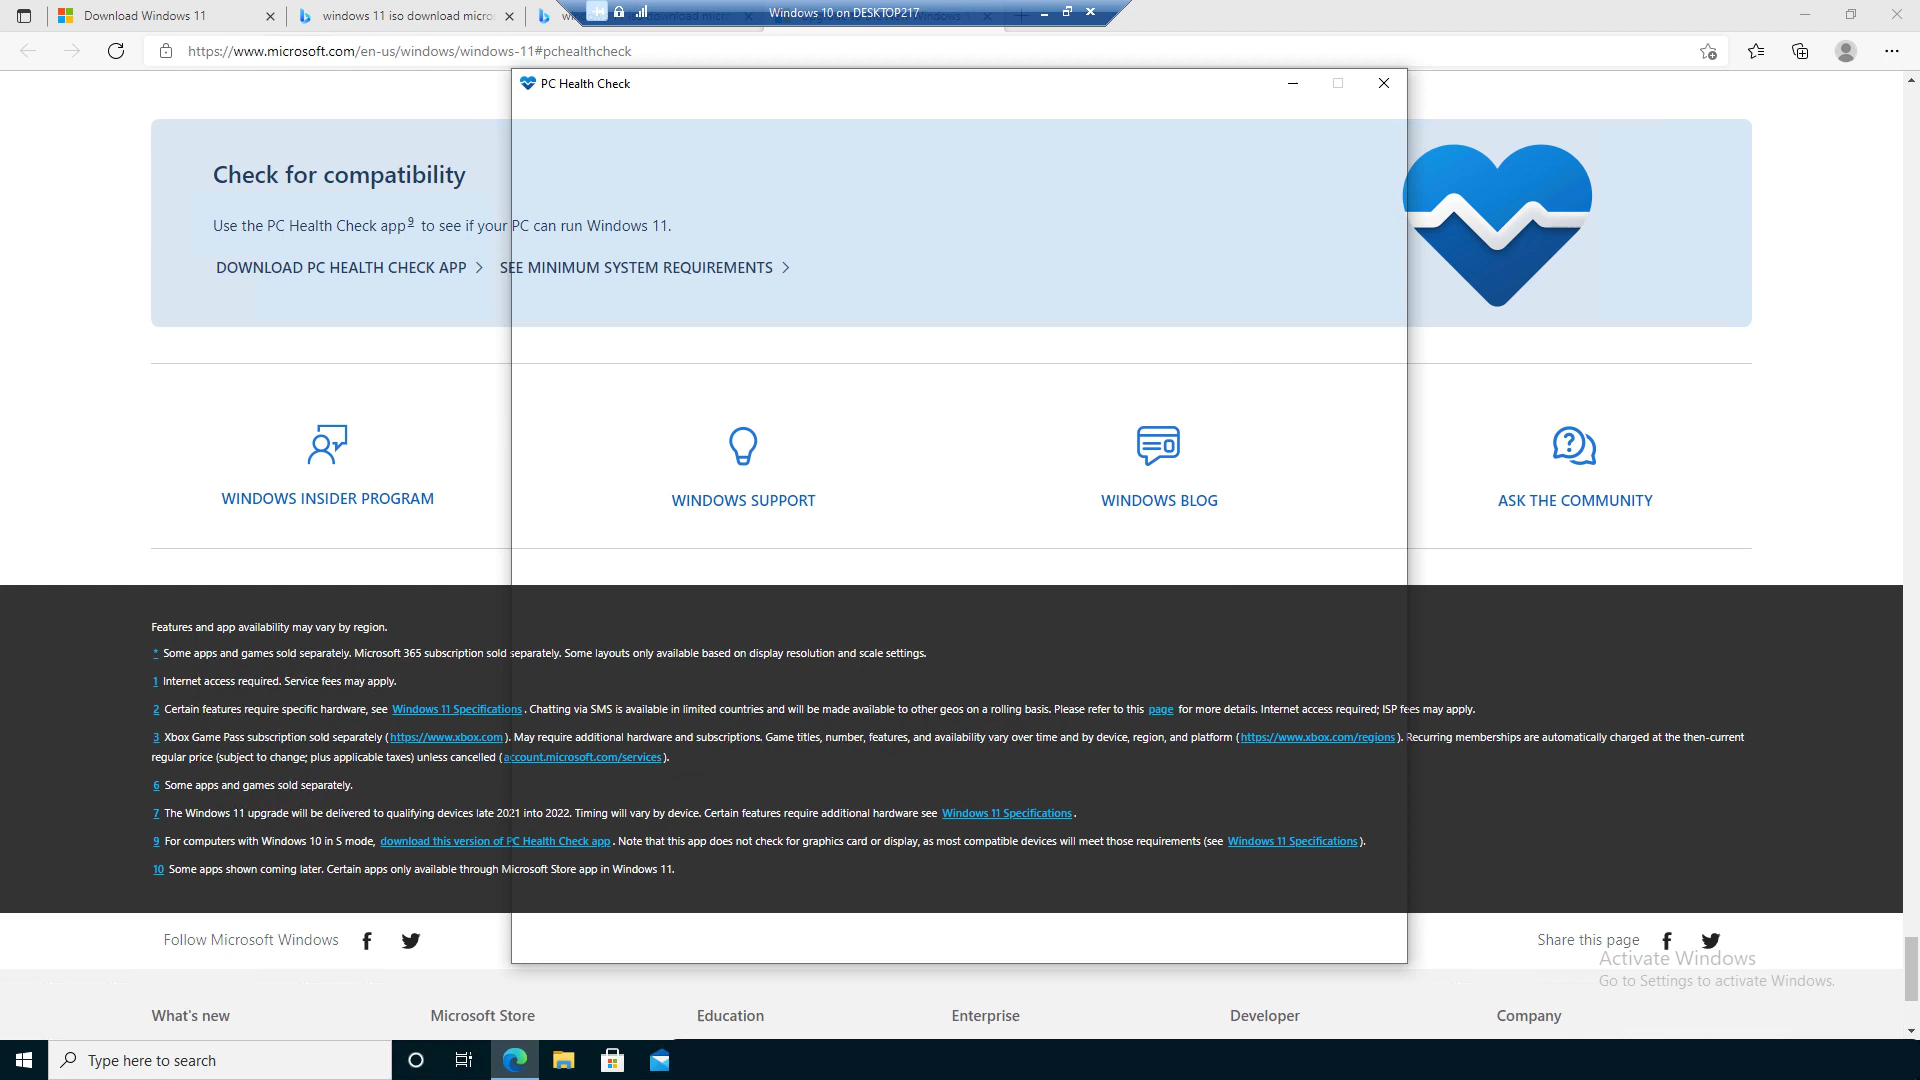 Download Windows 11
windows 11 iso download micros
Windows 10 on DESKTOP217
https://www.microsoft.com/en-us/windows/windows-11#pchealthcheck
PC Health Check
Check for compatibility
Use the PC Health Check app9 to see if your PC can run Windows 11.
DOWNLOAD PC HEALTH CHECK APP
SEE MINIMUM SYSTEM REQUIREMENTS
WINDOWS INSIDER PROGRAM
WINDOWS SUPPORT
WINDOWS BLOG
ASK THE COMMUNITY
Features and app availability may vary by region.
* Some apps and games sold separately. Microsoft 365 subscription sold separately. Some layouts only available based on display resolution and scale settings.
1 Internet access required. Service fees may apply.
2 Certain features require specific hardware, see Windows 11 Specifications. Chatting via SMS is available in limited countries and will be made available to other geos on a rolling basis. Please refer to this page for more details. Internet access required; ISP fees may apply.
3 Xbox Game Pass subscription sold separately (https://www.xbox.com). May require additional hardware and subscriptions. Game titles, number, features, and availability vary over time and by device, region, and platform (https://www.xbox.com/regions). Recurring memberships are automatically charged at the then-current
regular price (subject to change; plus applicable taxes) unless cancelled (account.microsoft.com/services).
6 Some apps and games sold separately.
7 The Windows 11 upgrade will be delivered to qualifying devices late 2021 into 2022. Timing will vary by device. Certain features require additional hardware see Windows 11 Specifications.
9 For computers with Windows 10 in S mode, download this version of PC Health Check app. Note that this app does not check for graphics card or display, as most compatible devices will meet those requirements (see Windows 11 Specifications).
10 Some apps shown coming later. Certain apps only available through Microsoft Store app in Windows 11.
Follow Microsoft Windows
Share this page
Activate Windows
Go to Settings to activate Windows.
What's new
Microsoft Store
Education
Enterprise
Developer
Company
Type here to search